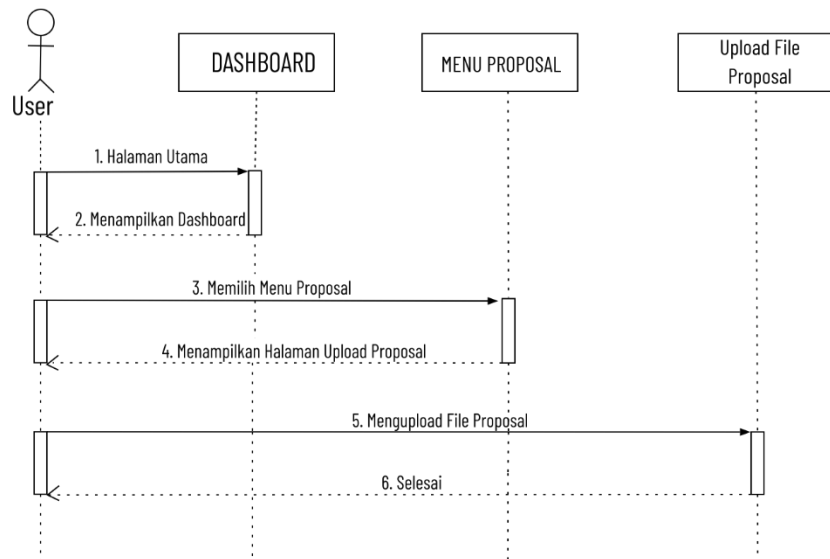 User
DASHBOARD
MENU PROPOSAL
Upload File
Proposal
1. Halaman Utama
2. Menampilkan Dashboard
3. Memilih Menu Proposal
4. Menampilkan Halaman Upload Proposal
5. Mengupload File Proposal
6. Selesai